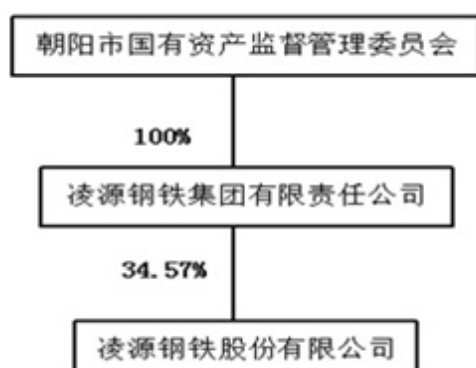 朝阳市国有资产监督管理委员会
100%
凌源钢铁集团有限责任公司
34.57%
凌源钢铁股份有限公司